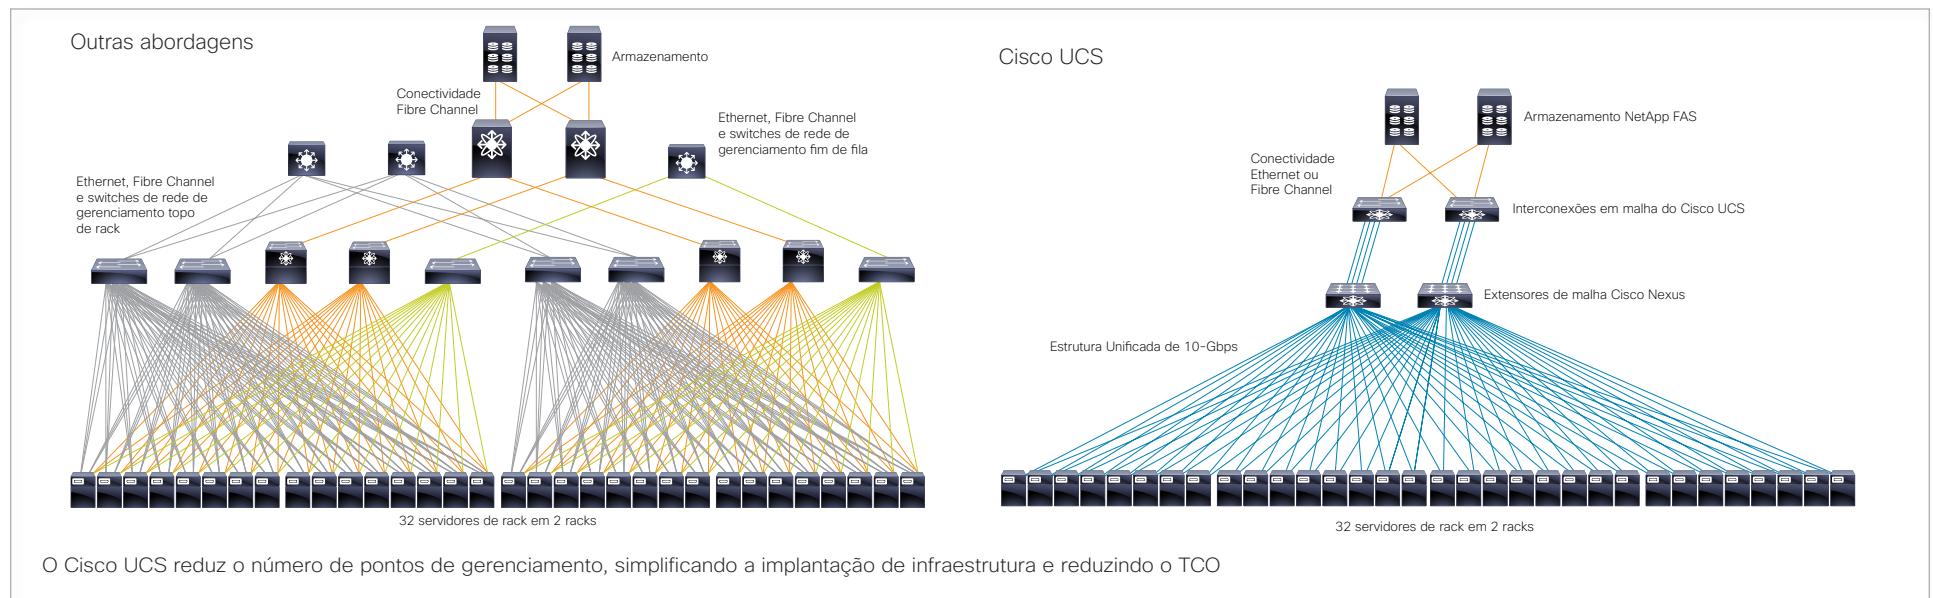 Outras abordagens
Armazenamento
Conectividade
Fibre Channel
Ethernet, Fibre Channel
e switches de rede de
gerenciamento fim de fila
Ethernet, Fibre Channel
e switches de rede de
gerenciamento topo
de rack
32 servidores de rack em 2 racks
Cisco UCS
Armazenamento NetApp FAS
Conectividade
Ethernet ou
Fibre Channel
Interconexões em malha do Cisco UCS
Extensores de malha Cisco Nexus
Estrutura Unificada de 10-Gbps
32 servidores de rack em 2 racks
O Cisco UCS reduz o número de pontos de gerenciamento, simplificando a implantação de infraestrutura e reduzindo o TCO